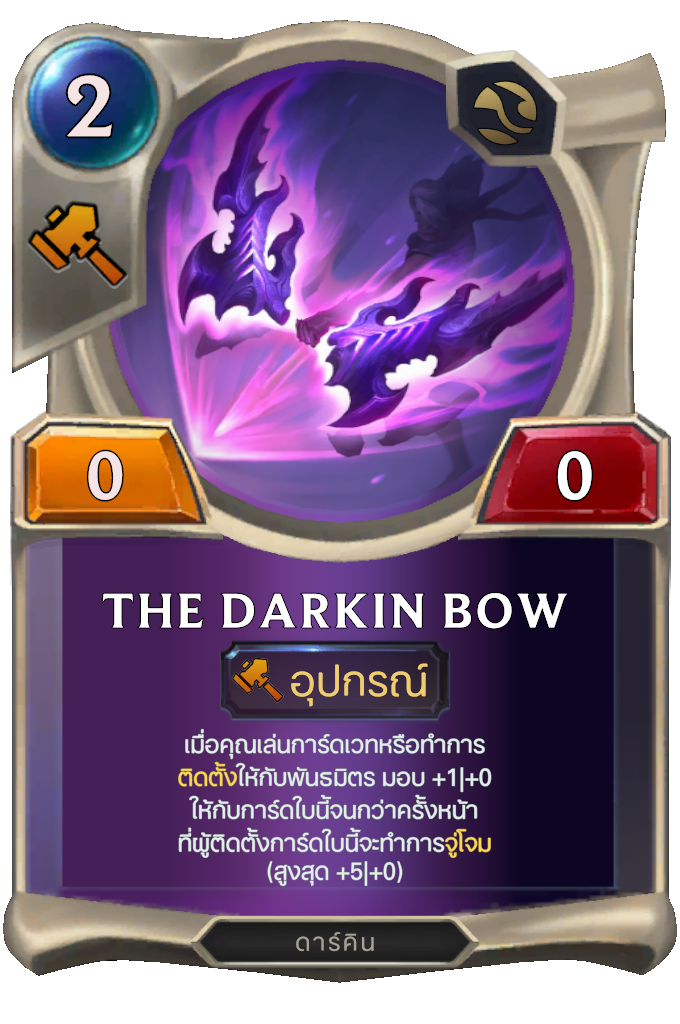 2
0
0
THE DARKIN BOW
อุปกรณ์
เมื่อคุณเล่นการ์ดเวทหรือทำการ
ติดตั้งให้กับพันธมิตร มอบ +1|+0
ให้กับการ์ดใบนี้จนกว่าครั้งหน้า
ที่ผู้ติดตั้งการ์ดใบนี้จะทำการจู่โจม
(สูงสุด +5|+0)
ดาร์คิน